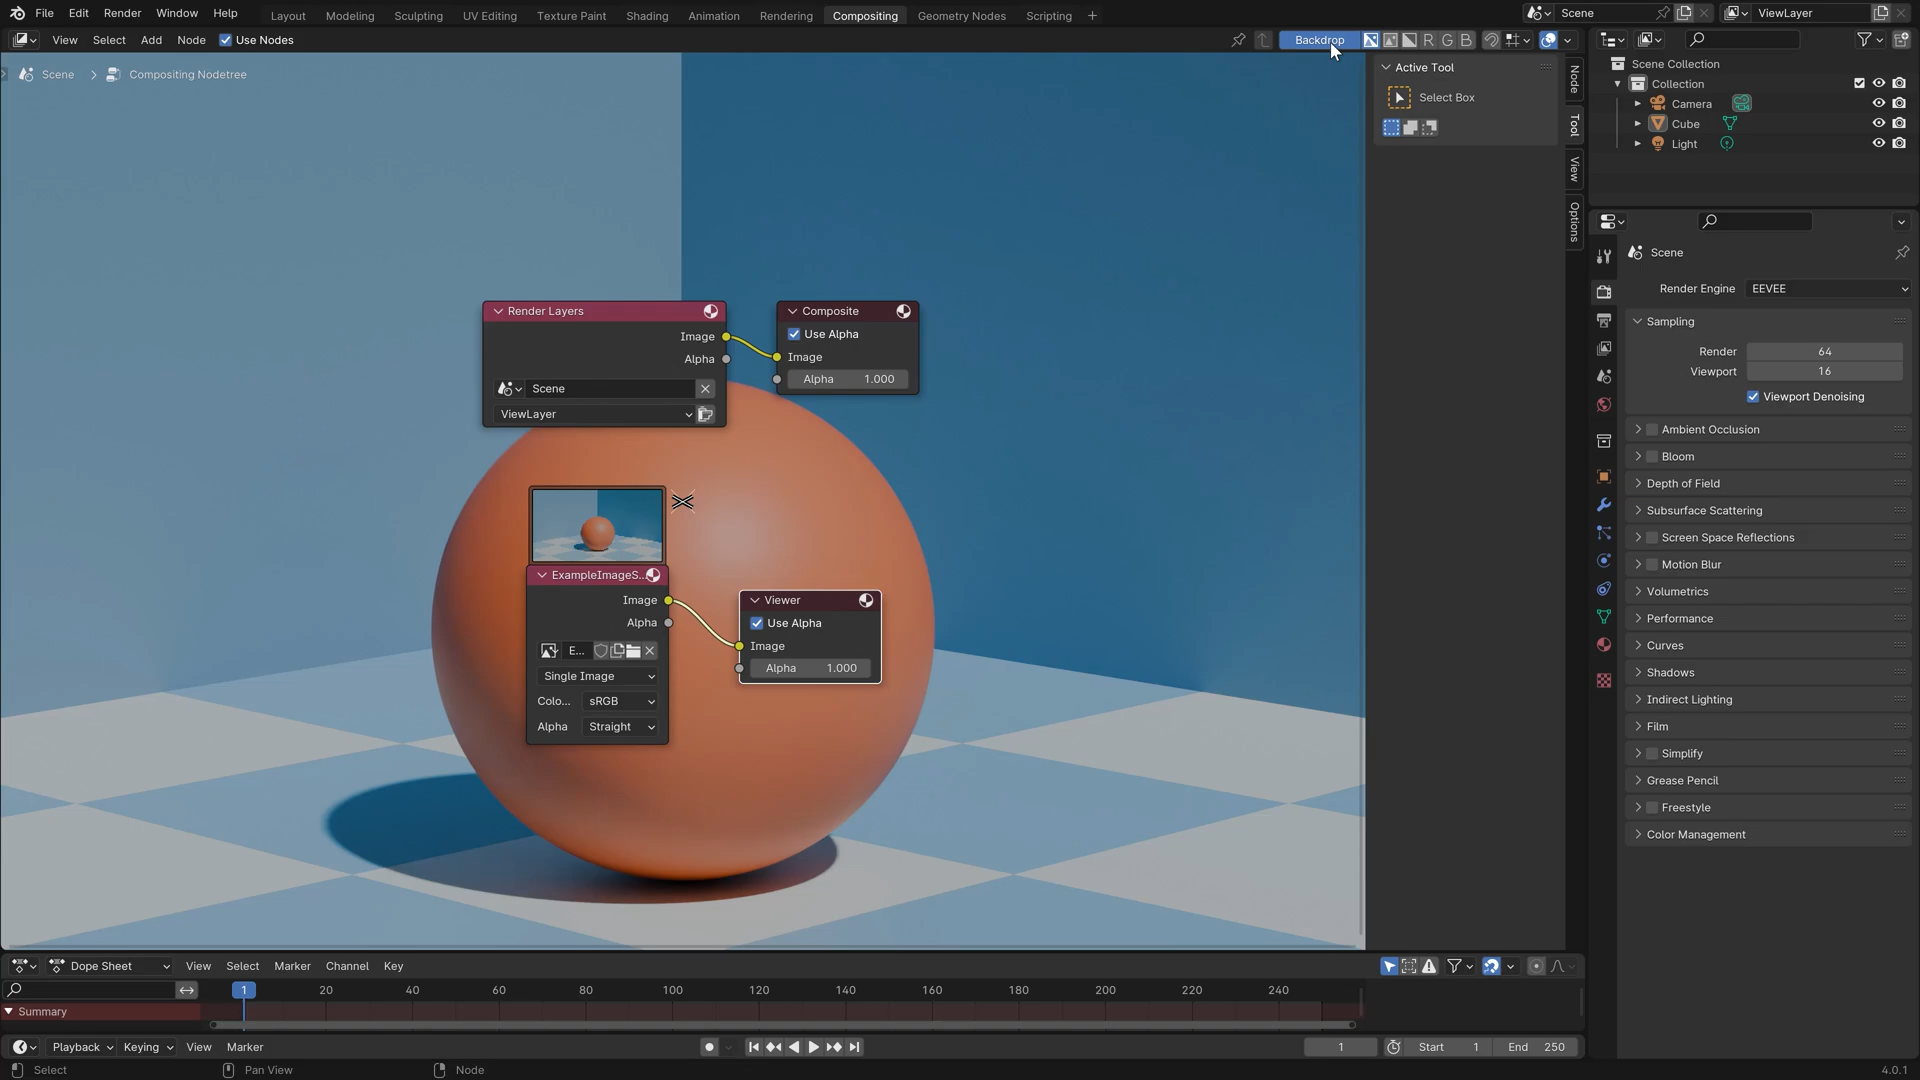 File Edit Render Window Help Layout Modeling Sculpting UV Editing Texture Paint Shading Animation Rendering Compositing Geometry Nodes Scripting + Scene ViewLayer
View Select Add Node Use Nodes Backdrop R G B
Scene > Compositing Nodetree
Active Tool
Select Box
Node
Tool
View
Options
Render Layers
Image
Alpha
Scene
ViewLayer
Composite
Use Alpha
Image
Alpha 1.000
ExampleImageS...
Image
Alpha
E...
Single Image
Colo... sRGB
Alpha Straight
Viewer
Use Alpha
Image
Alpha 1.000
Scene Collection
Collection
Camera
Cube
Light
Scene
Render Engine EEVEE
Sampling
Render 64
Viewport 16
Viewport Denoising
Ambient Occlusion
Bloom
Depth of Field
Subsurface Scattering
Screen Space Reflections
Motion Blur
Volumetrics
Performance
Curves
Shadows
Indirect Lighting
Film
Simplify
Grease Pencil
Freestyle
Color Management
Dope Sheet View Select Marker Channel Key
1 20 40 60 80 100 120 140 160 180 200 220 240
Summary
Playback Keying View Marker 1 Start 1 End 250
Select Pan View Node 4.0.1